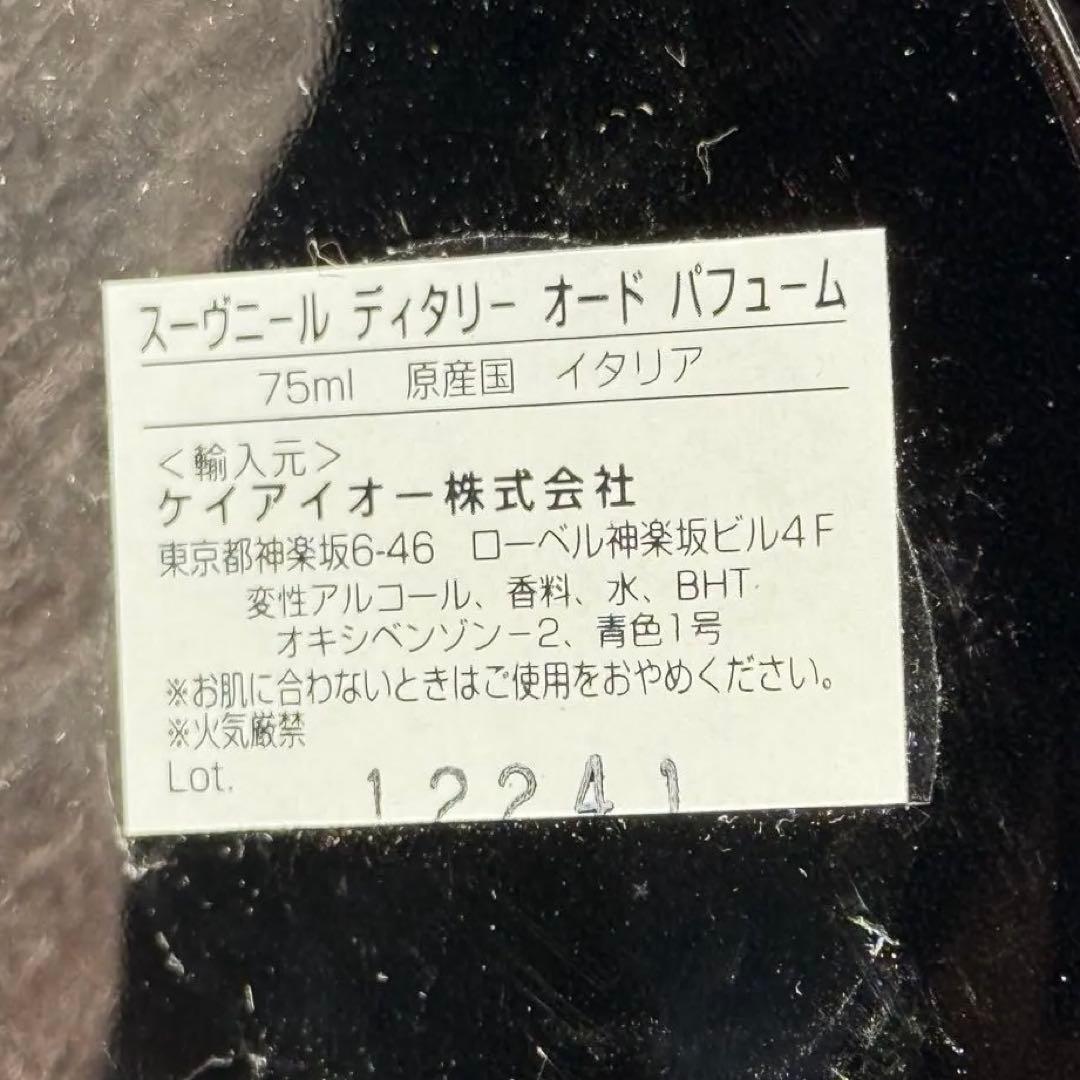 スーヴニール ディタリー オード パフューム
75ml 原産国 イタリア
<輸入元>
ケイアイオー株式会社
東京都神楽坂6-46 ローベル神楽坂ビル4F
変性アルコール、香料、水、BHT
オキシベンゾン-2、青色1号
※お肌に合わないときはご使用をおやめください。
※火気厳禁
Lot. 12241